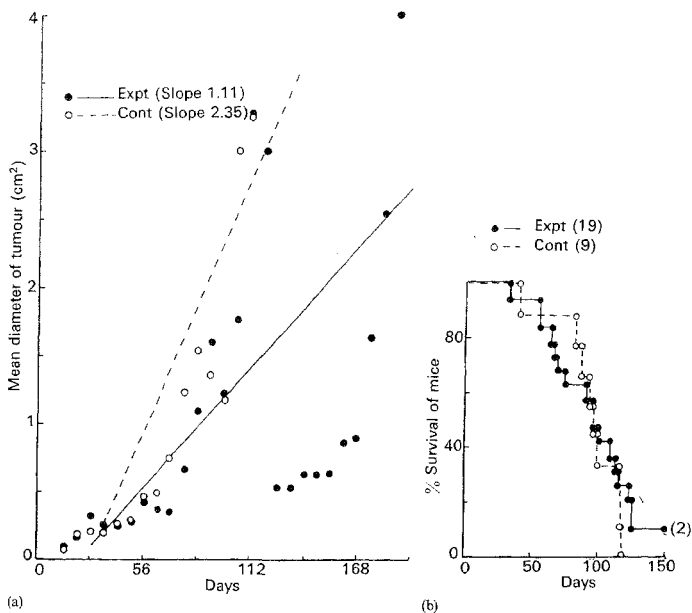 4
Expt (Slope 1.11)
Cont (Slope 2.35)
3
Mean diameter of tumour (cm²)
2
1
0
0 56 112 168
Days
(a)
Expt (19)
Cont (9)
80
% Survival of mice
40
(2)
0
0 50 100 150
Days
(b)